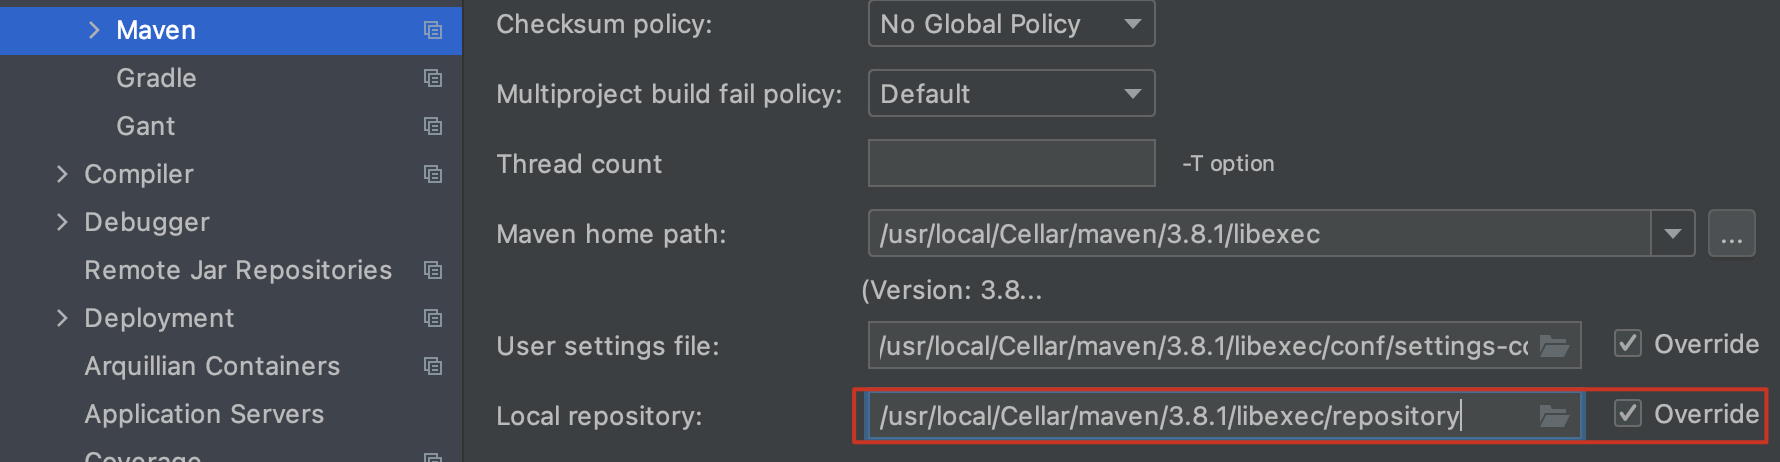 Maven
Gradle
Gant
Compiler
Debugger
Remote Jar Repositories
Deployment
Arquillian Containers
Application Servers
Coverage
Checksum policy: No Global Policy
Multiproject build fail policy: Default
Thread count -T option
Maven home path: /usr/local/Cellar/maven/3.8.1/libexec ...
(Version: 3.8...
User settings file: /usr/local/Cellar/maven/3.8.1/libexec/conf/settings-co Override
Local repository: /usr/local/Cellar/maven/3.8.1/libexec/repository Override